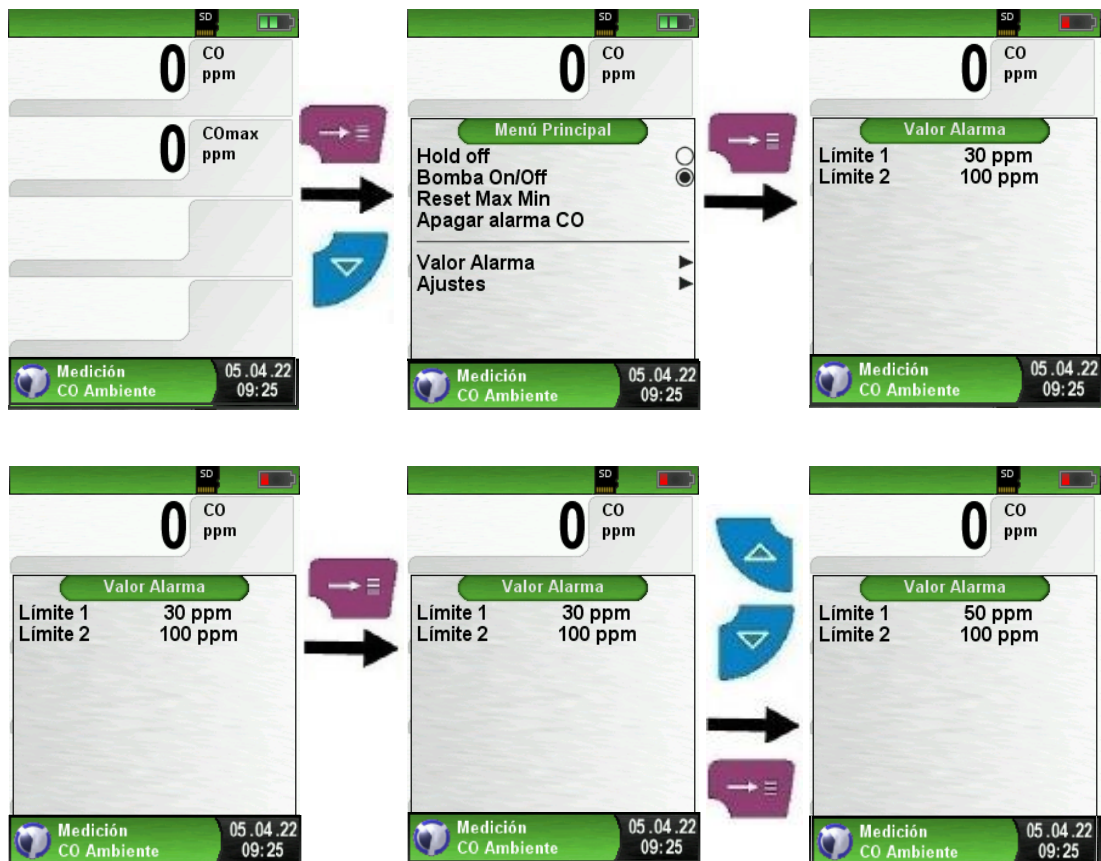 SD
0 CO
ppm
0 COmax
ppm
Medición 05.04.22
CO Ambiente 09:25
SD
0 CO
ppm
Menú Principal
Hold off
Bomba On/Off
Reset Max Min
Apagar alarma CO
Valor Alarma
Ajustes
Medición 05.04.22
CO Ambiente 09:25
SD
0 CO
ppm
Valor Alarma
Límite 1 30 ppm
Límite 2 100 ppm
Medición 05.04.22
CO Ambiente 09:25
SD
0 CO
ppm
Valor Alarma
Límite 1 30 ppm
Límite 2 100 ppm
Medición 05.04.22
CO Ambiente 09:25
SD
0 CO
ppm
Valor Alarma
Límite 1 30 ppm
Límite 2 100 ppm
Medición 05.04.22
CO Ambiente 09:25
SD
0 CO
ppm
Valor Alarma
Límite 1 50 ppm
Límite 2 100 ppm
Medición 05.04.22
CO Ambiente 09:25